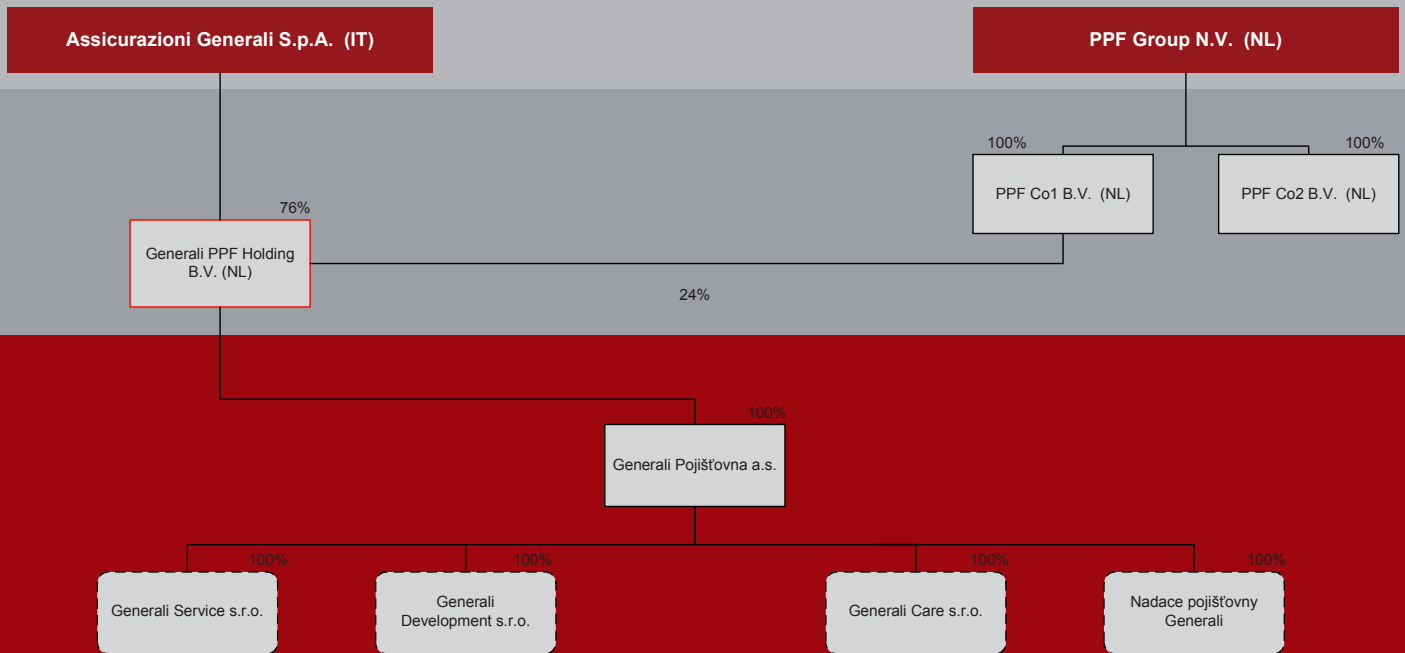 Assicurazioni Generali S.p.A. (IT)
PPF Group N.V. (NL)
100%
100%
PPF Co1 B.V. (NL)
PPF Co2 B.V. (NL)
76%
Generali PPF Holding
B.V. (NL)
24%
100%
Generali Pojišťovna a.s.
100%
100%
100%
100%
Generali Service s.r.o.
Generali
Development s.r.o.
Generali Care s.r.o.
Nadace pojišťovny
Generali